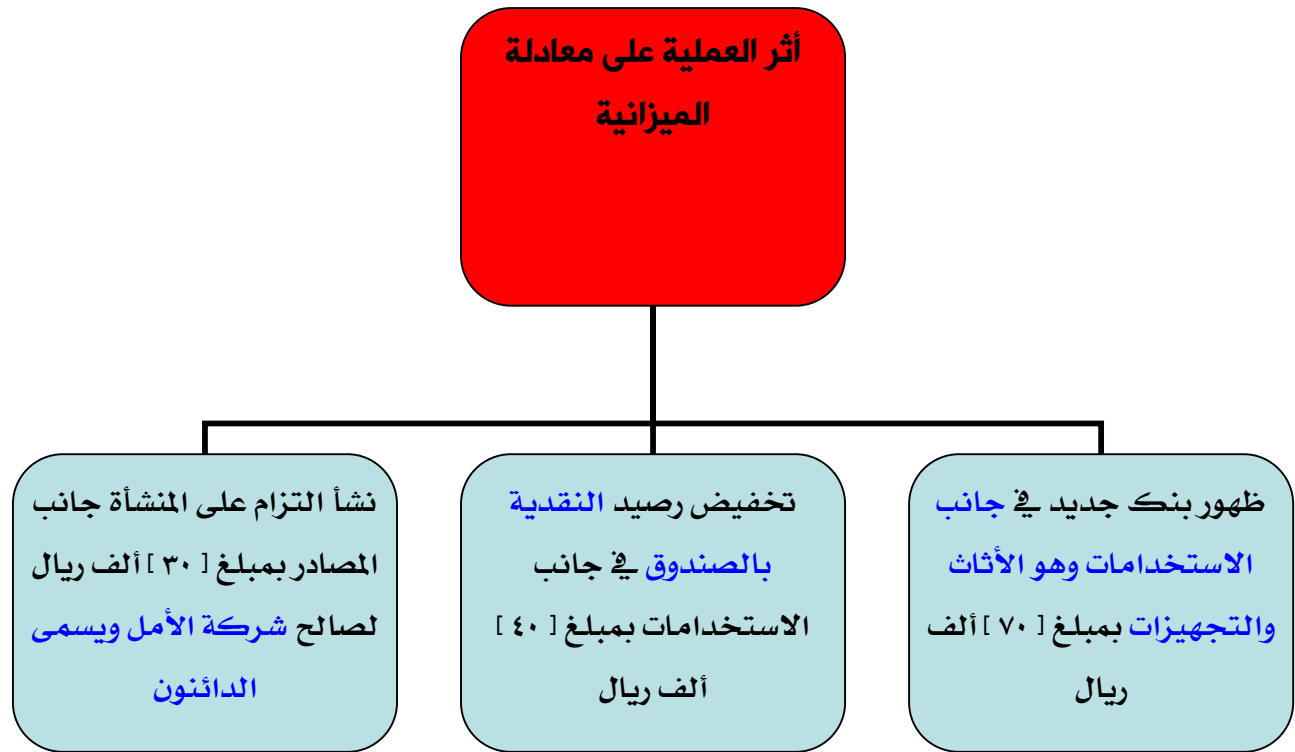 أثر العملية على معادلة
الميزانية
ظهور بنك جديد في جانب
الاستخدامات وهو الأثاث
والتجهيزات بمبلغ [ ٧٠ ] ألف
ريال
تخفيض رصيد النقدية
بالصندوق في جانب
الاستخدامات بمبلغ [ ٤٠ ]
ألف ريال
نشأ التزام على المنشأة جانب
المصادر بمبلغ [ ٣٠ ] ألف ريال
لصالح شركة الأمل ويسمى
الدائنون